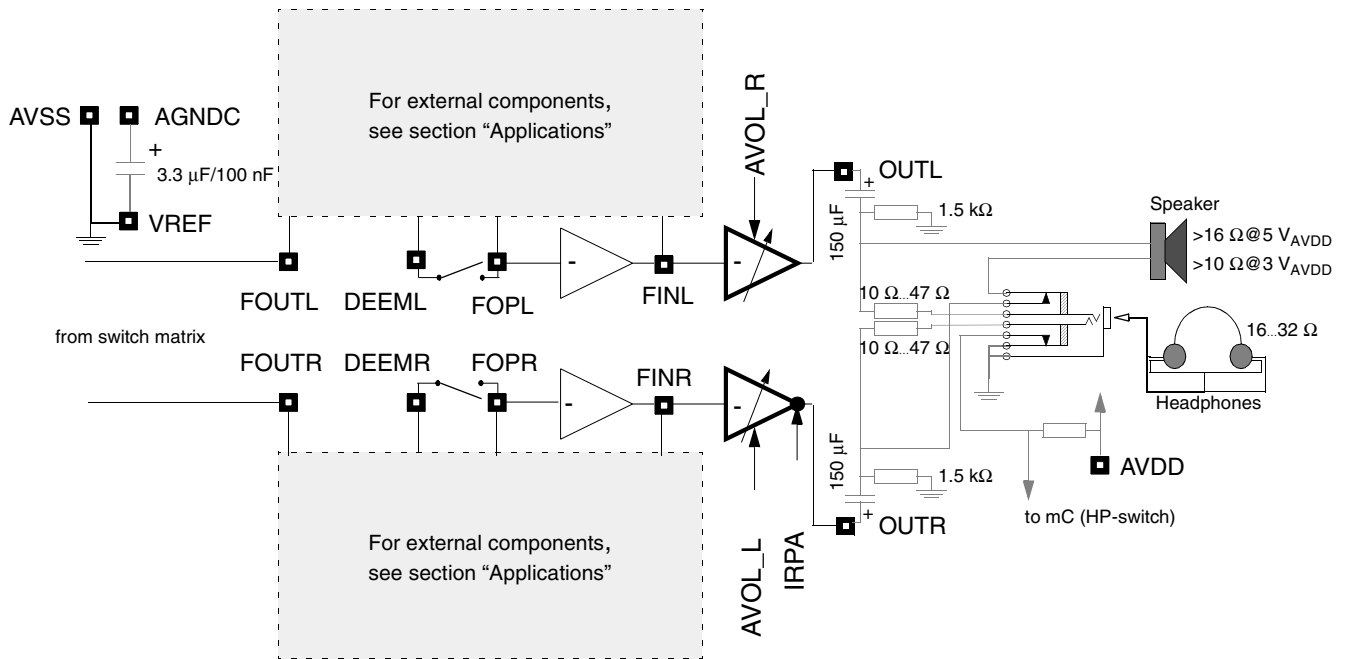 For external components,
see section “Applications”
AVSS
AGNDC
+
3.3 μF/100 nF
VREF
AVOL_R
OUTL
+
150 μF
1.5 kΩ
Speaker
>16 Ω@5 VAVDD
>10 Ω@3 VAVDD
FOUTL
DEEML
FOPL
-
FINL
-
10 Ω...47 Ω
10 Ω...47 Ω
16...32 Ω
Headphones
from switch matrix
FOUTR
DEEMR
FOPR
-
FINR
-
150 μF
1.5 kΩ
+
OUTR
AVDD
to mC (HP-switch)
AVOL_L
IRPA
For external components,
see section “Applications”